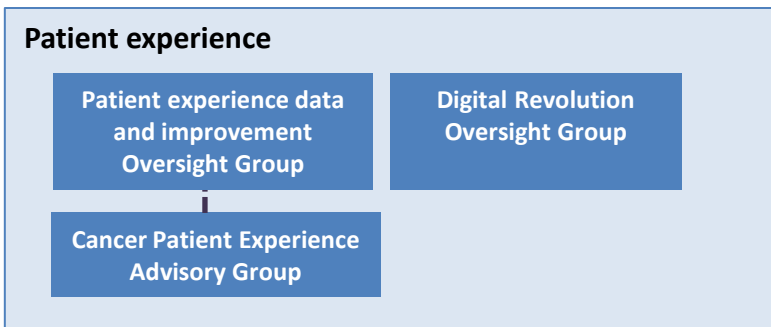 Patient experience
Patient experience data
and improvement
Oversight Group
Digital Revolution
Oversight Group
Cancer Patient Experience
Advisory Group